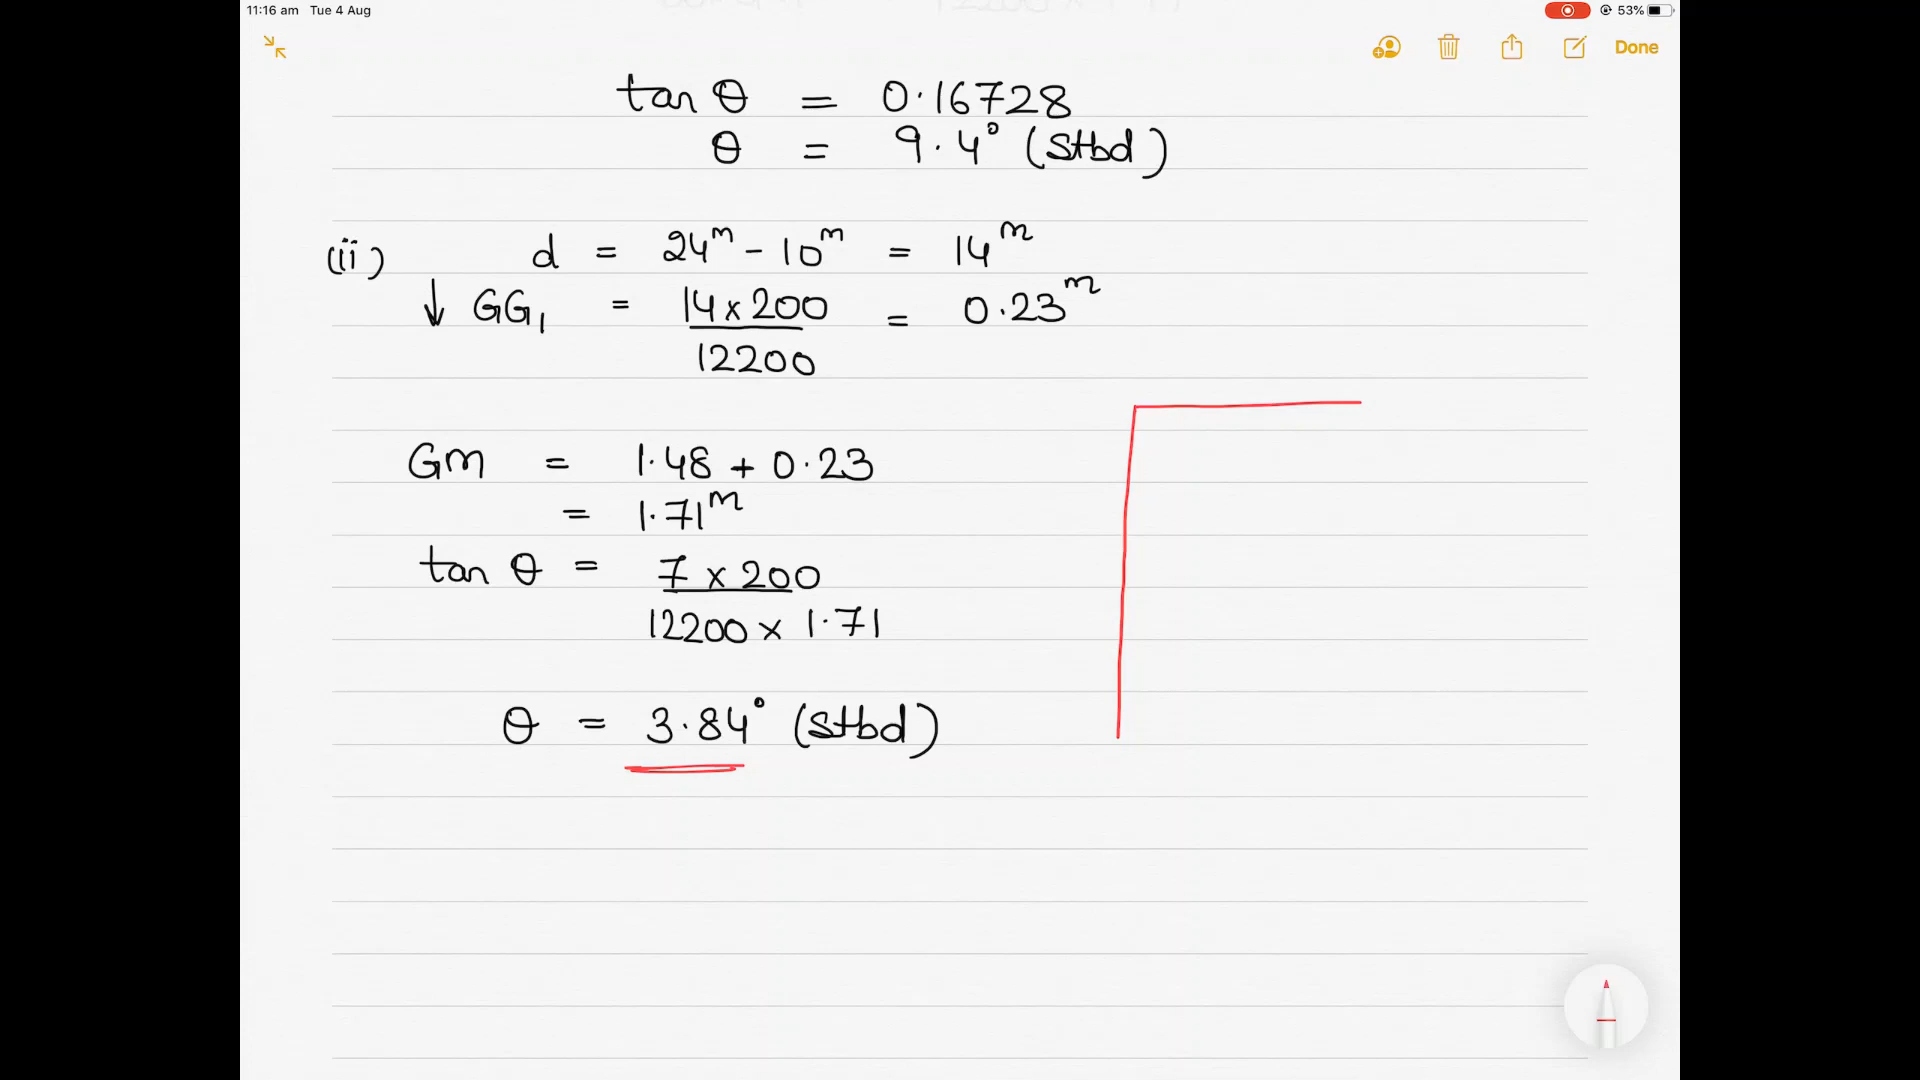 11:16 am Tue 4 Aug 53%
Done
tan θ = 0.16728
θ = 9.4° (Stbd)
(ii) d = 24ᵐ - 10ᵐ = 14ᵐ
↓ GG₁ = 14 x 200 = 0.23ᵐ
12200
GM = 1.48 + 0.23
= 1.71ᵐ
tan θ = 7 x 200
12200 x 1.71
θ = 3.84° (Stbd)